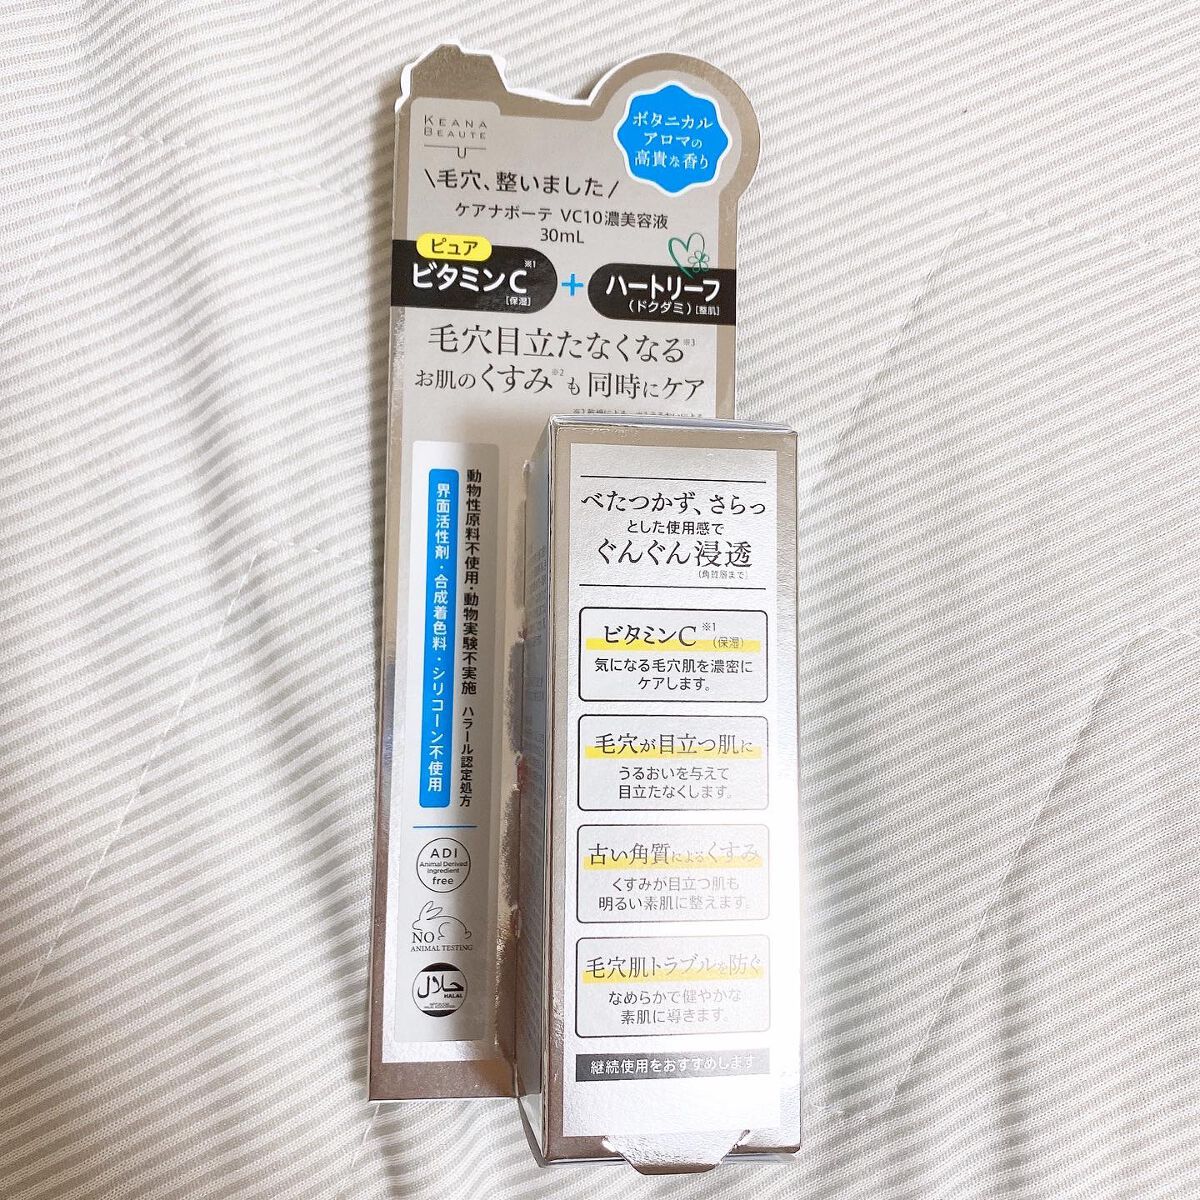 KEANA
BEAUTE
ボタニカル
アロマの
高貴な香り
\毛穴、整いました/
ケアナボーテ VC10濃美容液
30mL
ピュア
ビタミンC※1
[保湿]
+
ハートリーフ
(ドクダミ)[整肌]
毛穴目立たなくなる※3
お肌のくすみ※2も同時にケア
動物性原料不使用・動物実験不実施 ハラール認定処方
界面活性剤・合成着色料・シリコーン不使用
ADI
Animal Derived
Ingredient
free
NO
ANIMAL TESTING
حلال
HALAL
べたつかず、さらっ
とした使用感で
ぐんぐん浸透
(角質層まで)
ビタミンC※1(保湿)
気になる毛穴肌を濃密に
ケアします。
毛穴が目立つ肌に
うるおいを与えて
目立たなくします。
古い角質によるくすみ
くすみが目立つ肌も
明るい素肌に整えます。
毛穴肌トラブルを防ぐ
なめらかで健やかな
素肌に導きます。
継続使用をおすすめします